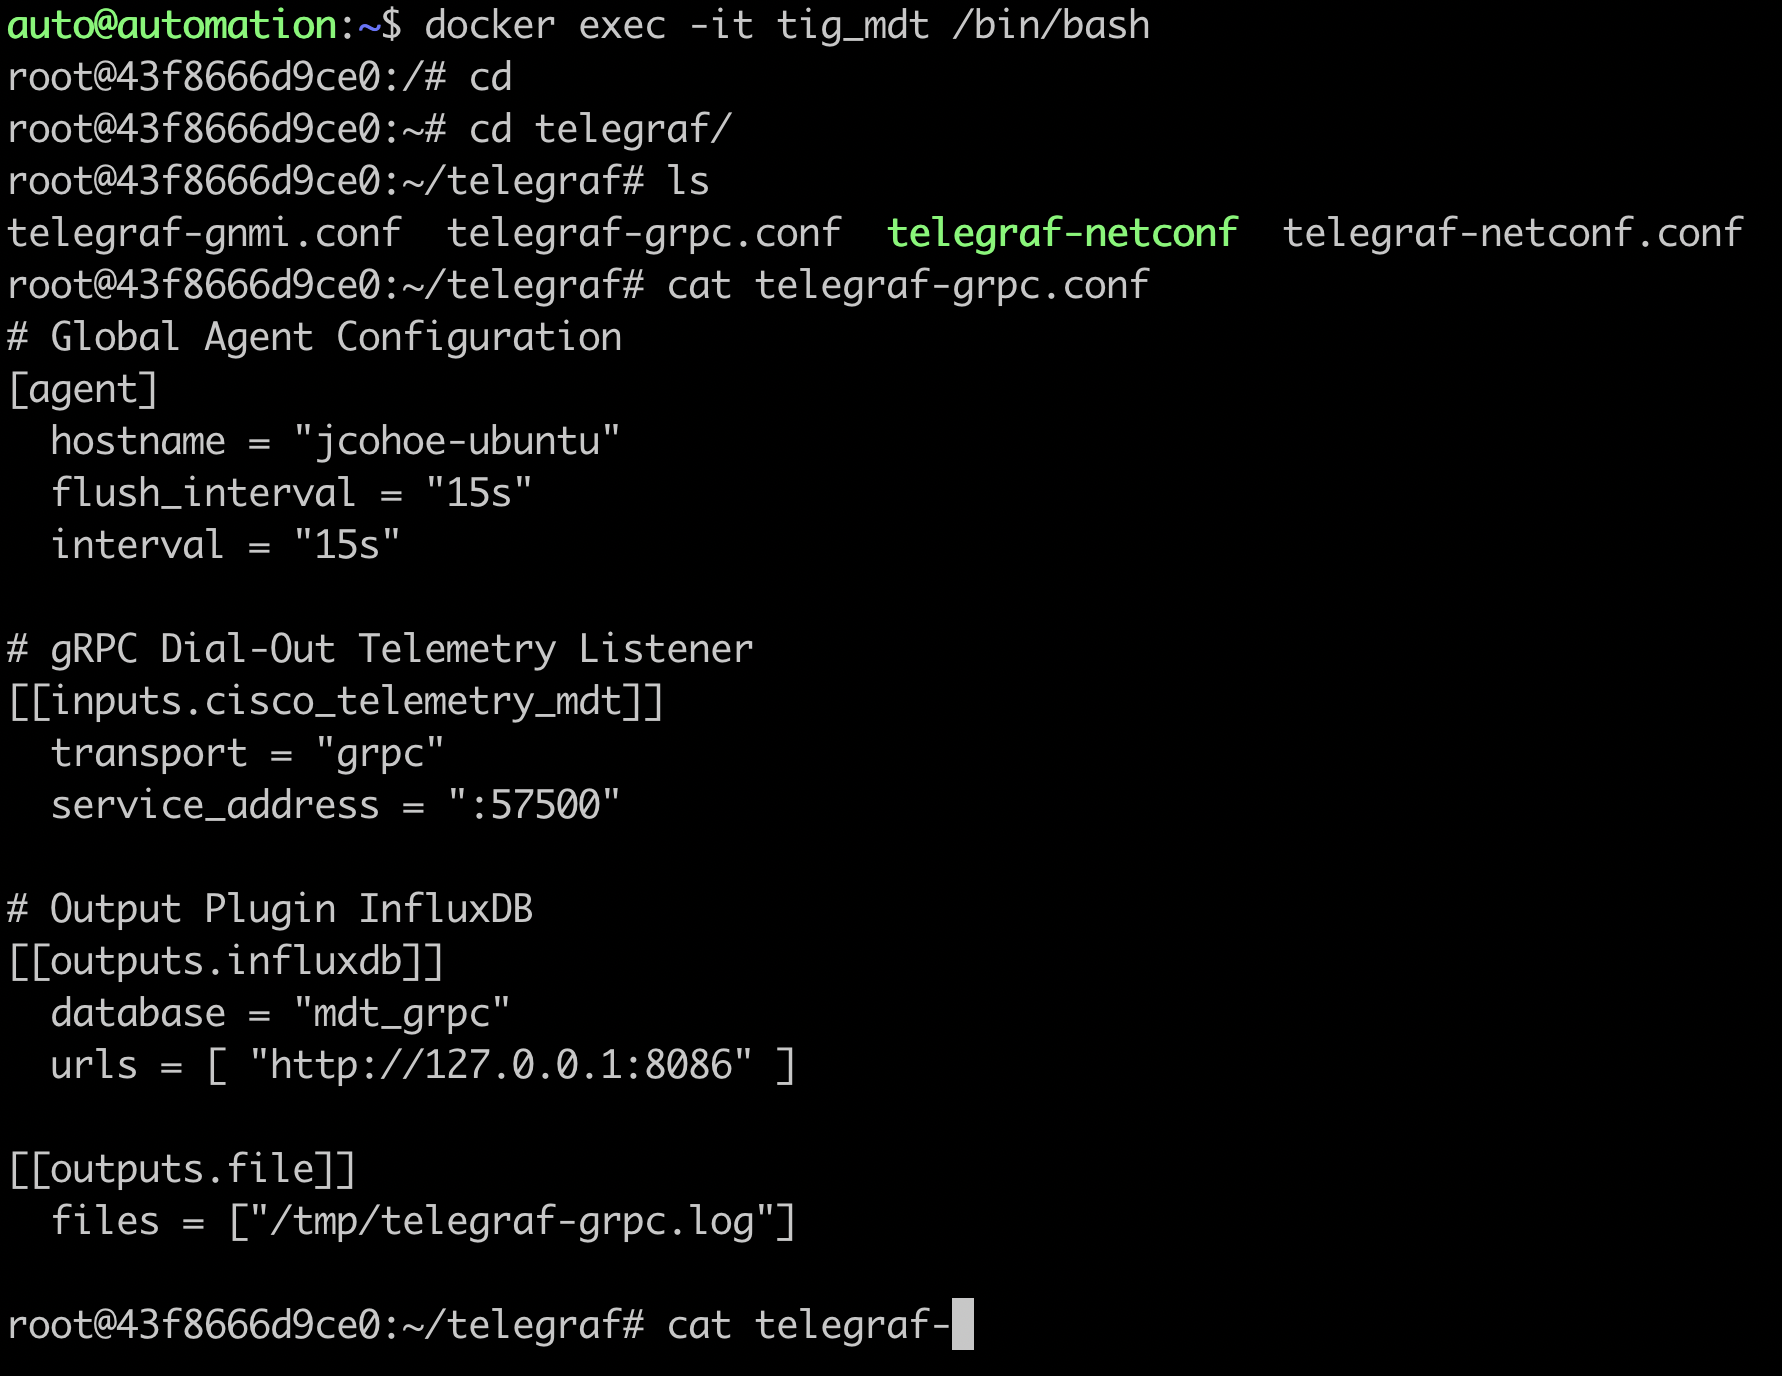 auto@automation:~$ docker exec -it tig_mdt /bin/bash
root@43f8666d9ce0:/# cd
root@43f8666d9ce0:~# cd telegraf/
root@43f8666d9ce0:~/telegraf# ls
telegraf-gnmi.conf  telegraf-grpc.conf  telegraf-netconf  telegraf-netconf.conf
root@43f8666d9ce0:~/telegraf# cat telegraf-grpc.conf
# Global Agent Configuration
[agent]
  hostname = "jcohoe-ubuntu"
  flush_interval = "15s"
  interval = "15s"

# gRPC Dial-Out Telemetry Listener
[[inputs.cisco_telemetry_mdt]]
  transport = "grpc"
  service_address = ":57500"

# Output Plugin InfluxDB
[[outputs.influxdb]]
  database = "mdt_grpc"
  urls = [ "http://127.0.0.1:8086" ]

[[outputs.file]]
  files = ["/tmp/telegraf-grpc.log"]

root@43f8666d9ce0:~/telegraf# cat telegraf-